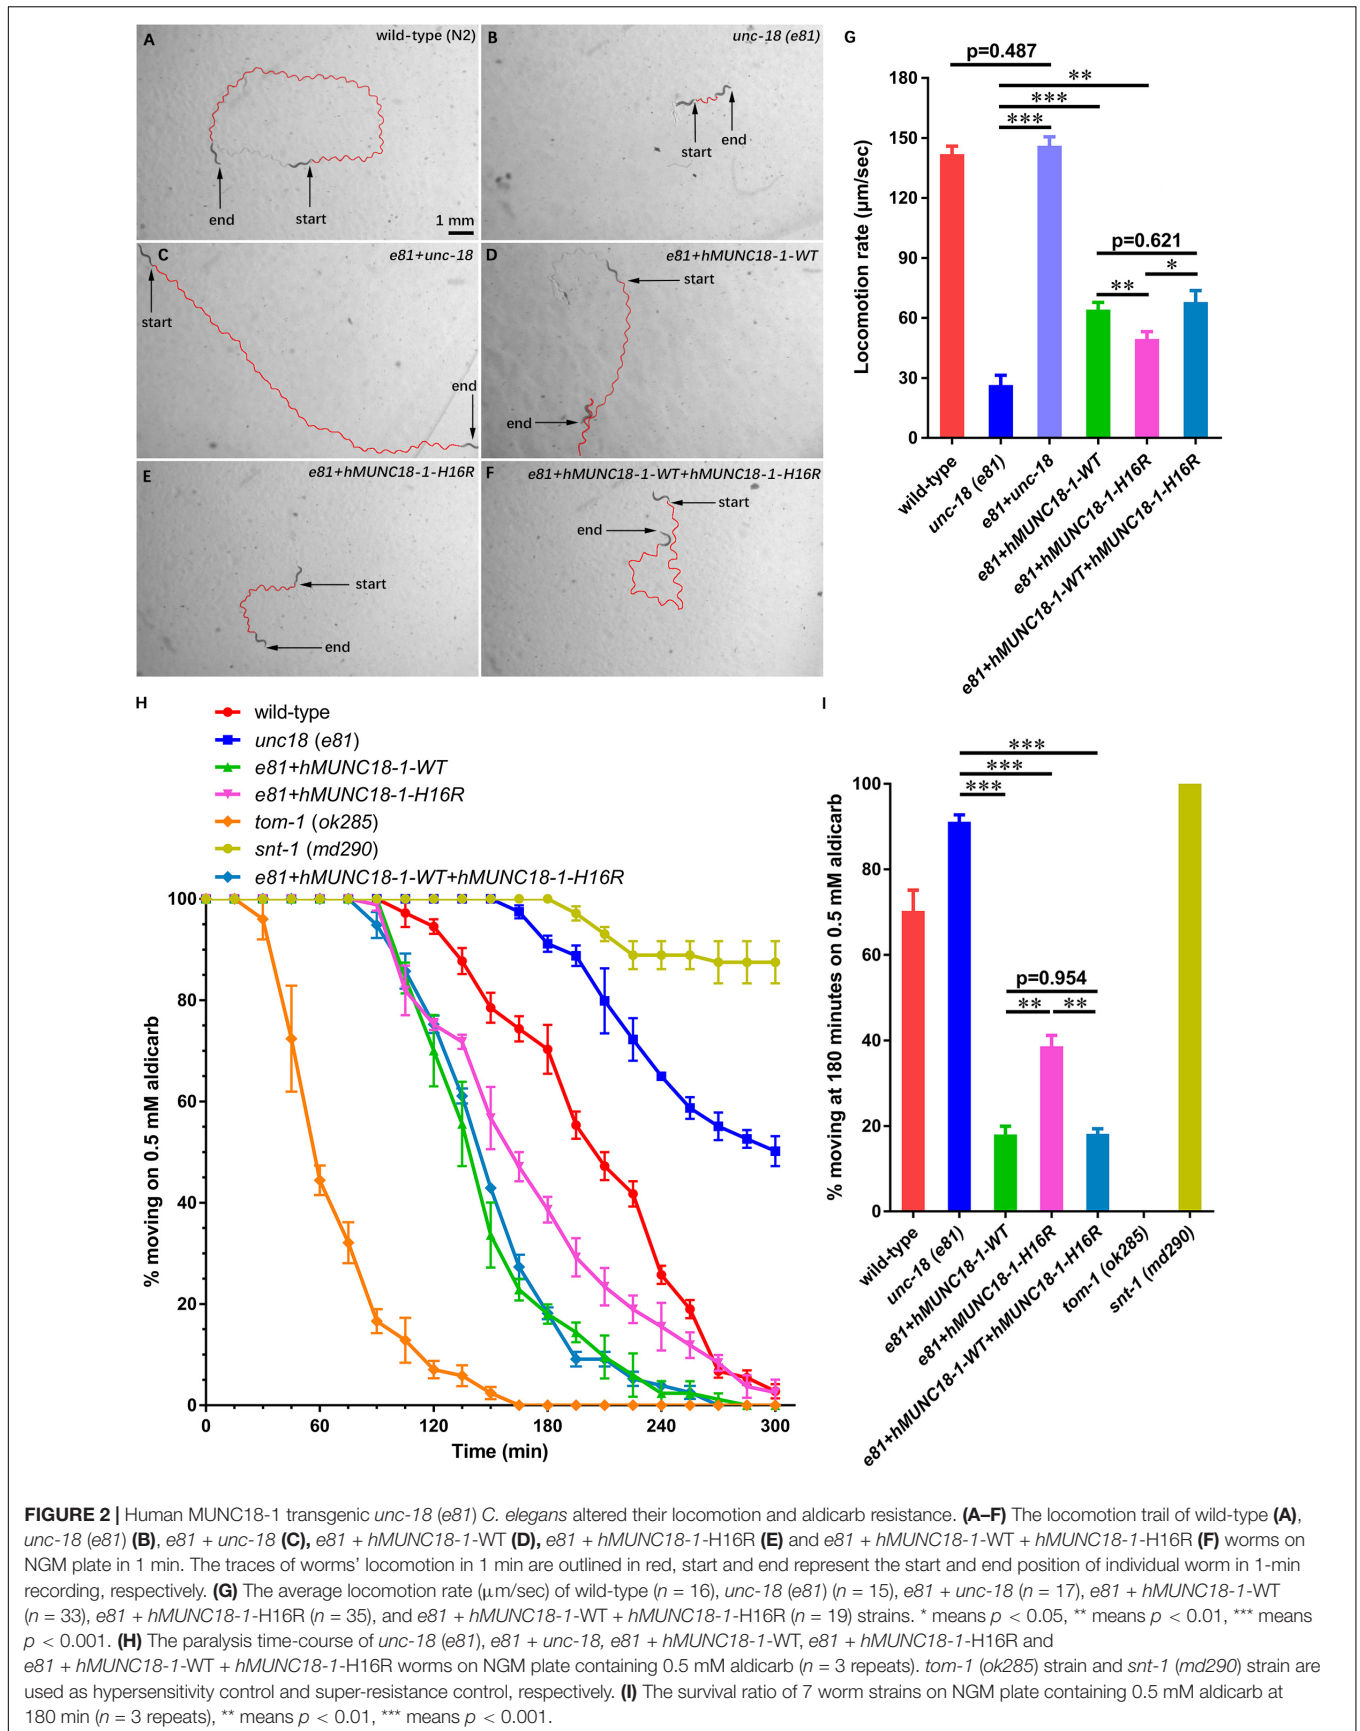 A
wild-type (N2)
end
start
1 mm
B
unc-18 (e81)
start
end
C
e81+unc-18
start
end
D
e81+hMUNC18-1-WT
start
end
E
e81+hMUNC18-1-H16R
start
end
F
e81+hMUNC18-1-WT+hMUNC18-1-H16R
start
end
G
p=0.487
**
***
***
p=0.621
*
**
Locomotion rate (μm/sec)
180
150
120
90
60
30
0
wild-type
unc-18 (e81)
e81+unc-18
e81+hMUNC18-1-WT
e81+hMUNC18-1-H16R
e81+hMUNC18-1-WT+hMUNC18-1-H16R
H
wild-type
unc18 (e81)
e81+hMUNC18-1-WT
e81+hMUNC18-1-H16R
tom-1 (ok285)
snt-1 (md290)
e81+hMUNC18-1-WT+hMUNC18-1-H16R
% moving on 0.5 mM aldicarb
100
80
60
40
20
0
0 60 120 180 240 300
Time (min)
I
***
***
***
p=0.954
** **
% moving at 180 minutes on 0.5 mM aldicarb
100
80
60
40
20
0
wild-type
unc-18 (e81)
e81+hMUNC18-1-WT
e81+hMUNC18-1-H16R
e81+hMUNC18-1-WT+hMUNC18-1-H16R
tom-1 (ok285)
snt-1 (md290)
FIGURE 2 | Human MUNC18-1 transgenic unc-18 (e81) C. elegans altered their locomotion and aldicarb resistance. (A–F) The locomotion trail of wild-type (A),
unc-18 (e81) (B), e81 + unc-18 (C), e81 + hMUNC18-1-WT (D), e81 + hMUNC18-1-H16R (E) and e81 + hMUNC18-1-WT + hMUNC18-1-H16R (F) worms on
NGM plate in 1 min. The traces of worms' locomotion in 1 min are outlined in red, start and end represent the start and end position of individual worm in 1-min
recording, respectively. (G) The average locomotion rate (μm/sec) of wild-type (n = 16), unc-18 (e81) (n = 15), e81 + unc-18 (n = 17), e81 + hMUNC18-1-WT
(n = 33), e81 + hMUNC18-1-H16R (n = 35), and e81 + hMUNC18-1-WT + hMUNC18-1-H16R (n = 19) strains. * means p < 0.05, ** means p < 0.01, *** means
p < 0.001. (H) The paralysis time-course of unc-18 (e81), e81 + unc-18, e81 + hMUNC18-1-WT, e81 + hMUNC18-1-H16R and
e81 + hMUNC18-1-WT + hMUNC18-1-H16R worms on NGM plate containing 0.5 mM aldicarb (n = 3 repeats). tom-1 (ok285) strain and snt-1 (md290) strain are
used as hypersensitivity control and super-resistance control, respectively. (I) The survival ratio of 7 worm strains on NGM plate containing 0.5 mM aldicarb at
180 min (n = 3 repeats), ** means p < 0.01, *** means p < 0.001.